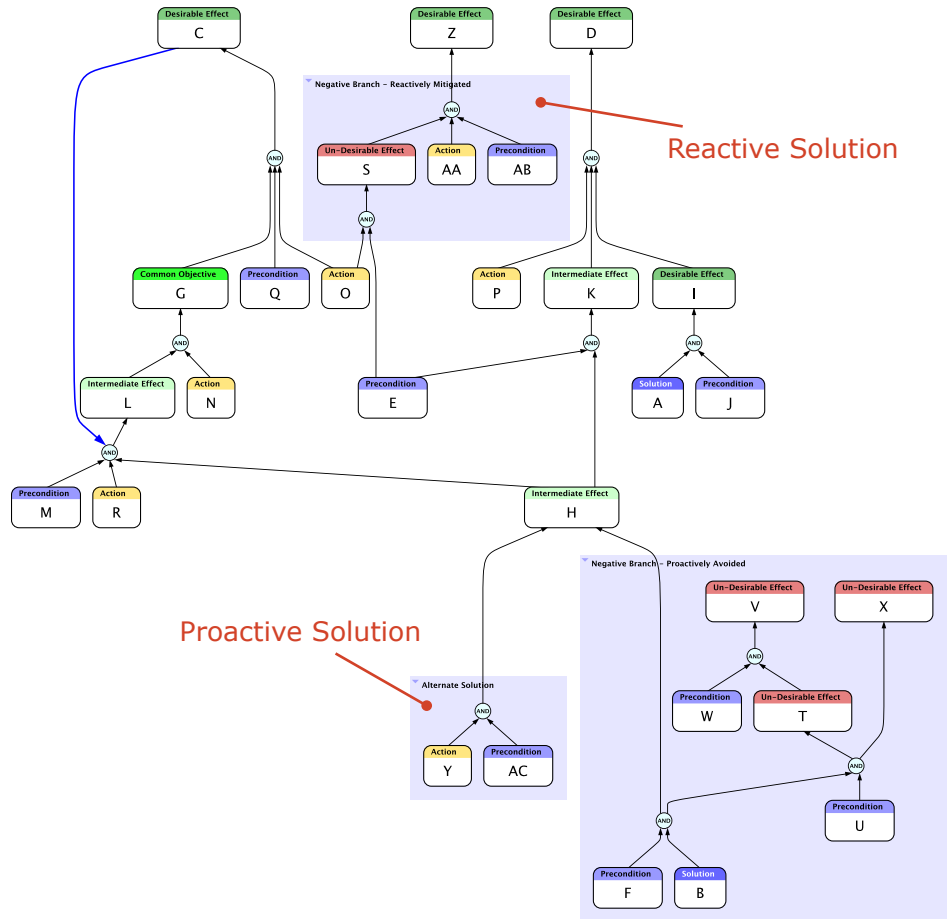 Desirable Effect
C
Desirable Effect
Z
Desirable Effect
D
Negative Branch - Reactively Mitigated
AND
Reactive Solution
Un-Desirable Effect
S
Action
AA
Precondition
AB
AND
AND
AND
Common Objective
G
Precondition
Q
Action
O
Action
P
Intermediate Effect
K
Desirable Effect
I
AND
AND
AND
Intermediate Effect
L
Action
N
Precondition
E
Solution
A
Precondition
J
AND
Precondition
M
Action
R
Intermediate Effect
H
Negative Branch - Proactively Avoided
Un-Desirable Effect
V
Un-Desirable Effect
X
Proactive Solution
AND
Alternate Solution
AND
Precondition
W
Un-Desirable Effect
T
Action
Y
Precondition
AC
AND
Precondition
U
AND
Precondition
F
Solution
B